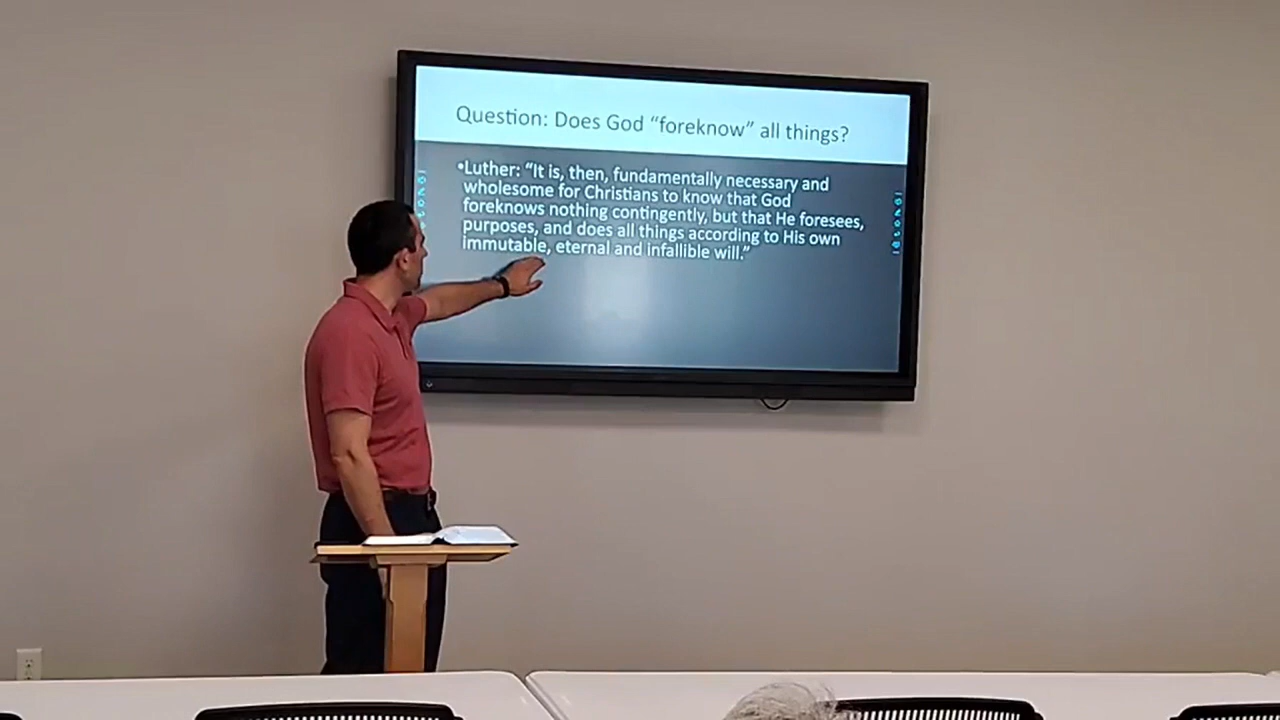 Question: Does God “foreknow” all things?
•Luther: “It is, then, fundamentally necessary and
wholesome for Christians to know that God
foreknows nothing contingently, but that He foresees,
purposes, and does all things according to His own
immutable, eternal and infallible will.”